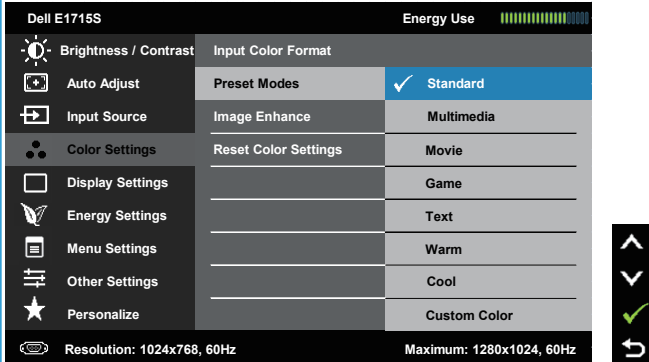 Dell E1715S Energy Use
Brightness / Contrast Input Color Format
Auto Adjust Preset Modes Standard
Input Source Image Enhance Multimedia
Color Settings Reset Color Settings Movie
Display Settings Game
Energy Settings Text
Menu Settings Warm
Other Settings Cool
Personalize Custom Color
Resolution: 1024x768, 60Hz Maximum: 1280x1024, 60Hz